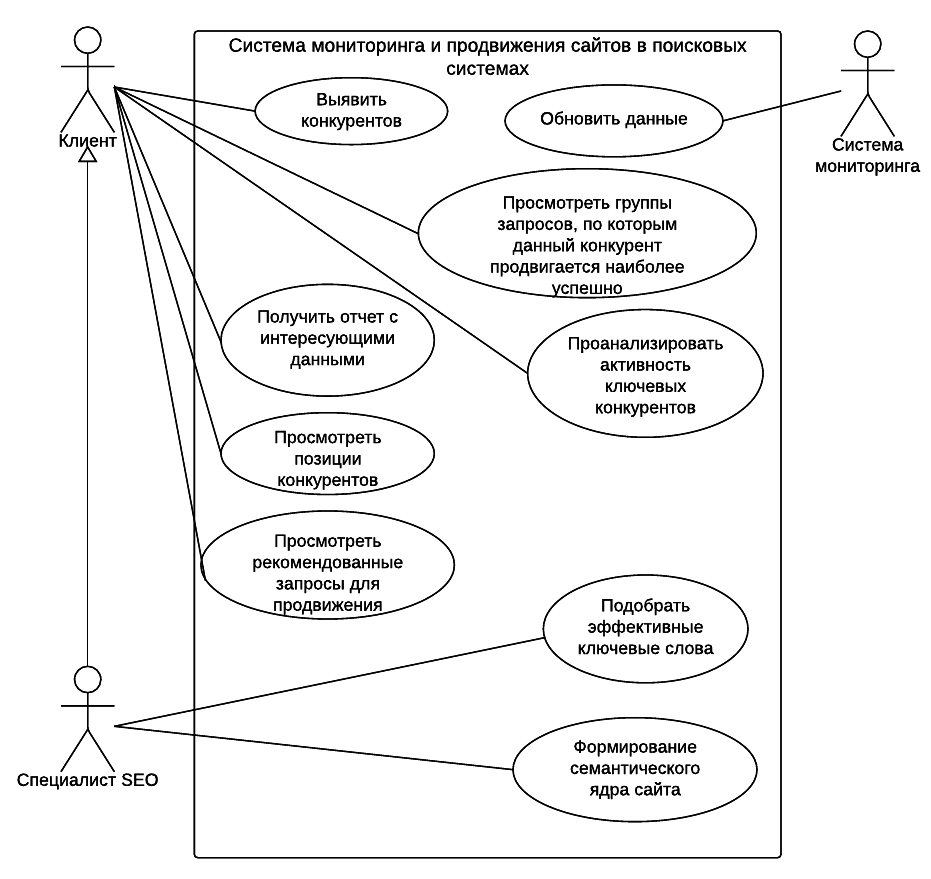 Система мониторинга и продвижения сайтов в поисковых
системах
Клиент
Выявить
конкурентов
Обновить данные
Система
мониторинга
Просмотреть группы
запросов, по которым
данный конкурент
продвигается наиболее
успешно
Получить отчет с
интересующими
данными
Проанализировать
активность
ключевых
конкурентов
Просмотреть
позиции
конкурентов
Просмотреть
рекомендованные
запросы для
продвижения
Подобрать
эффективные
ключевые слова
Специалист SEO
Формирование
семантического
ядра сайта